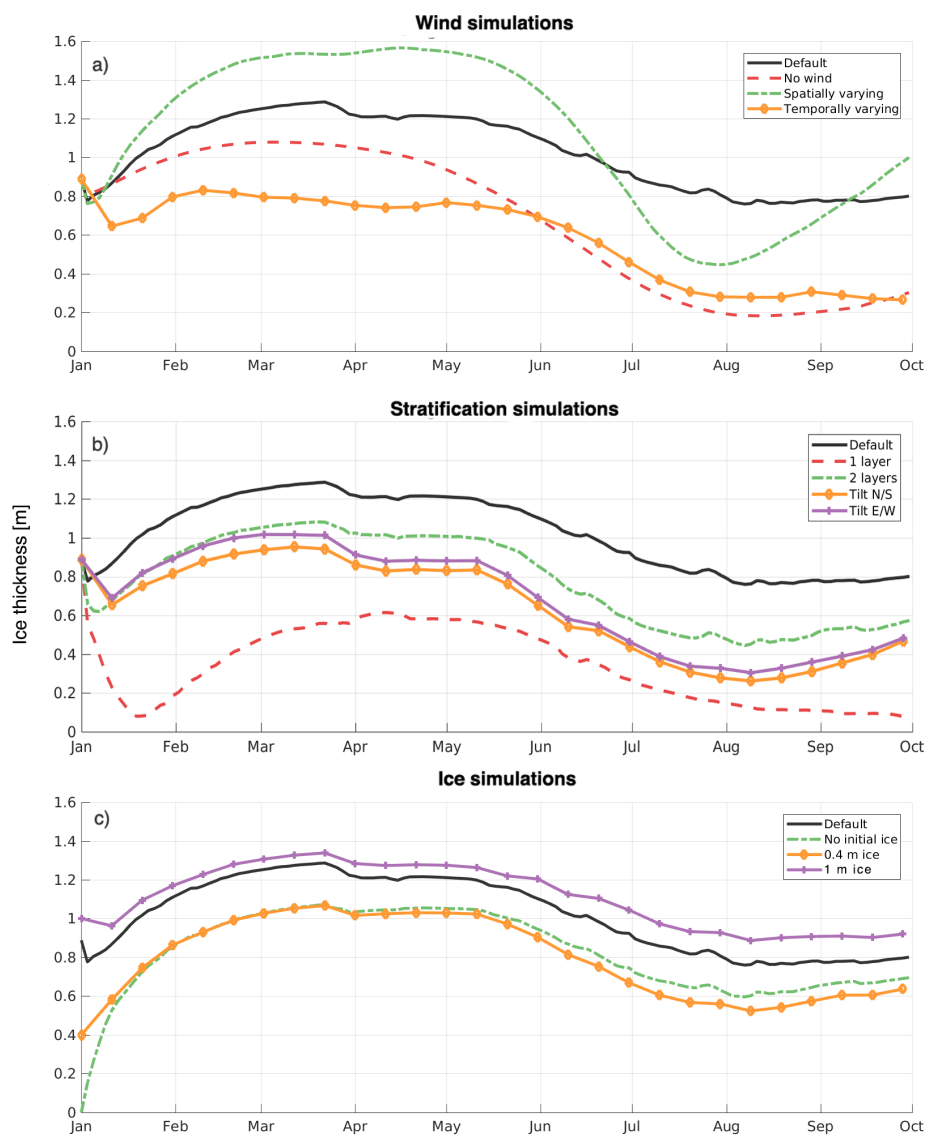 Wind simulations
a)
Default
No wind
Spatially varying
Temporally varying
1.6
1.4
1.2
1
0.8
0.6
0.4
0.2
0
Jan Feb Mar Apr May Jun Jul Aug Sep Oct
Stratification simulations
b)
Default
1 layer
2 layers
Tilt N/S
Tilt E/W
Ice thickness [m]
1.6
1.4
1.2
1
0.8
0.6
0.4
0.2
0
Jan Feb Mar Apr May Jun Jul Aug Sep Oct
Ice simulations
c)
Default
No initial ice
0.4 m ice
1 m ice
1.6
1.4
1.2
1
0.8
0.6
0.4
0.2
0
Jan Feb Mar Apr May Jun Jul Aug Sep Oct